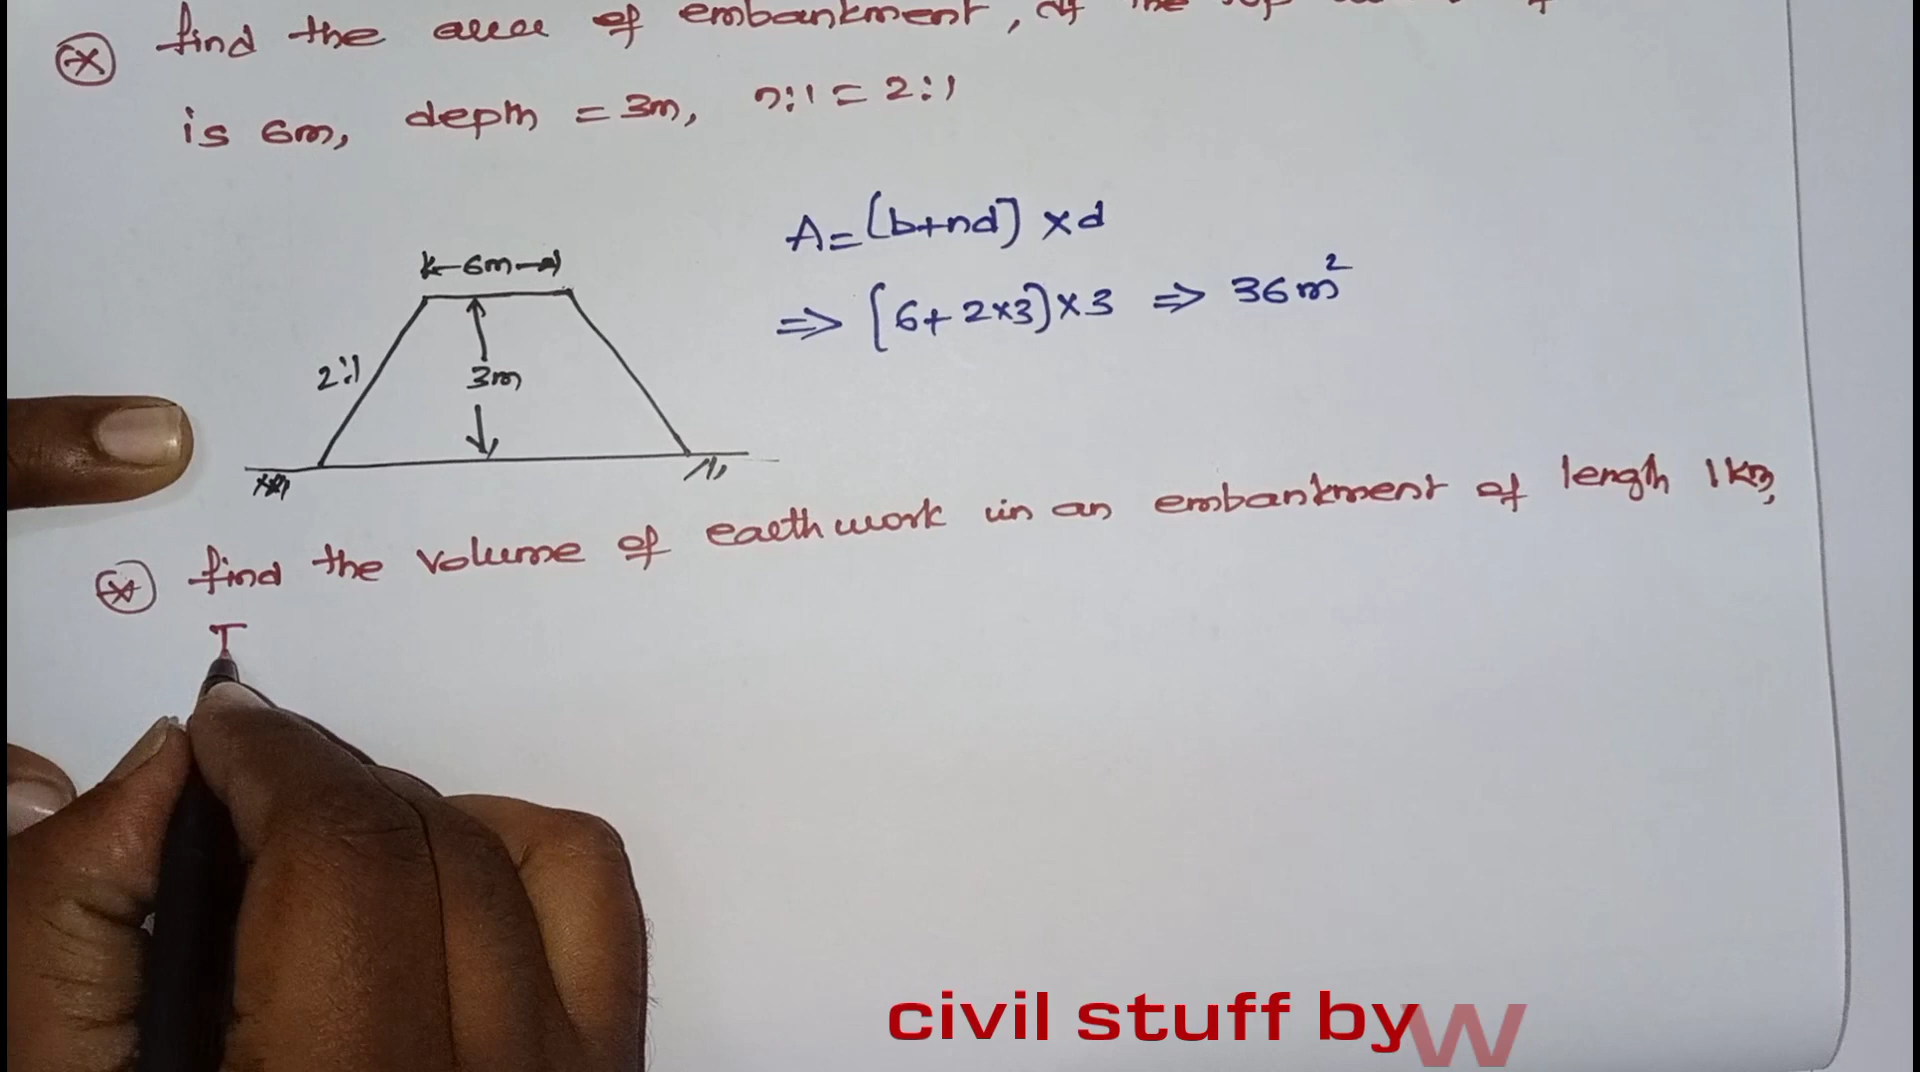 find the area of embankment, if the top
is 6m, depth = 3m, n:1 = 2:1
A = (b+nd) × d
6m
⇒ (6 + 2×3) × 3 ⇒ 36m²
2:1
3m
find the volume of earth work in an embankment of length 1km,
T
civil stuff by W